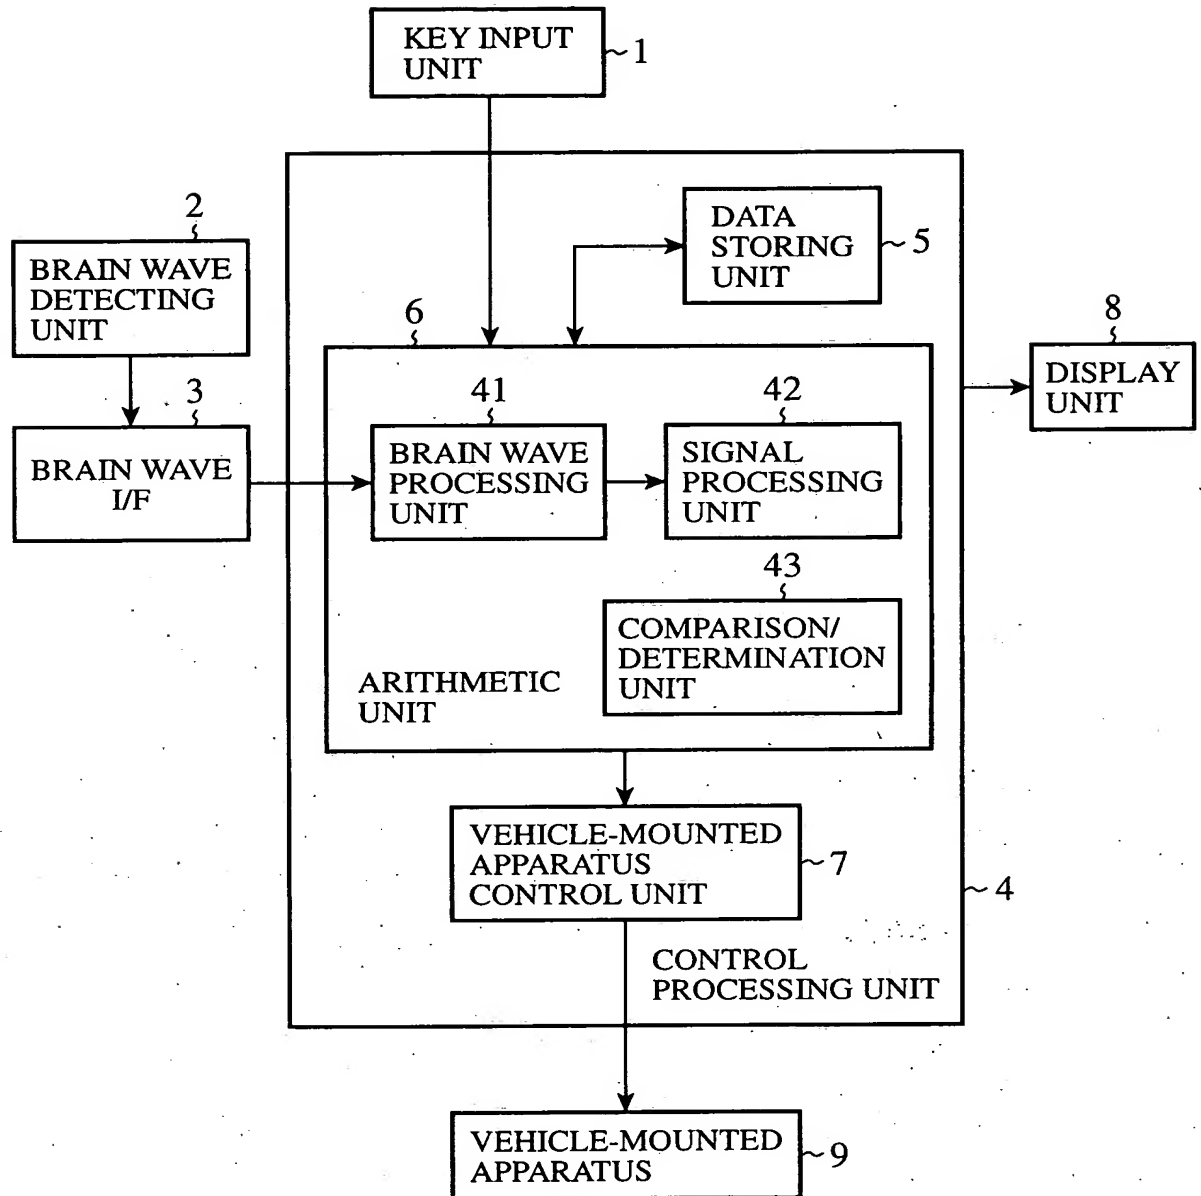 KEY INPUT
UNIT
1
2
BRAIN WAVE
DETECTING
UNIT
3
BRAIN WAVE
I/F
DATA
STORING
UNIT
5
6
41
BRAIN WAVE
PROCESSING
UNIT
42
SIGNAL
PROCESSING
UNIT
43
COMPARISON/
DETERMINATION
UNIT
ARITHMETIC
UNIT
8
DISPLAY
UNIT
VEHICLE-MOUNTED
APPARATUS
CONTROL UNIT
7
4
CONTROL
PROCESSING UNIT
VEHICLE-MOUNTED
APPARATUS
9